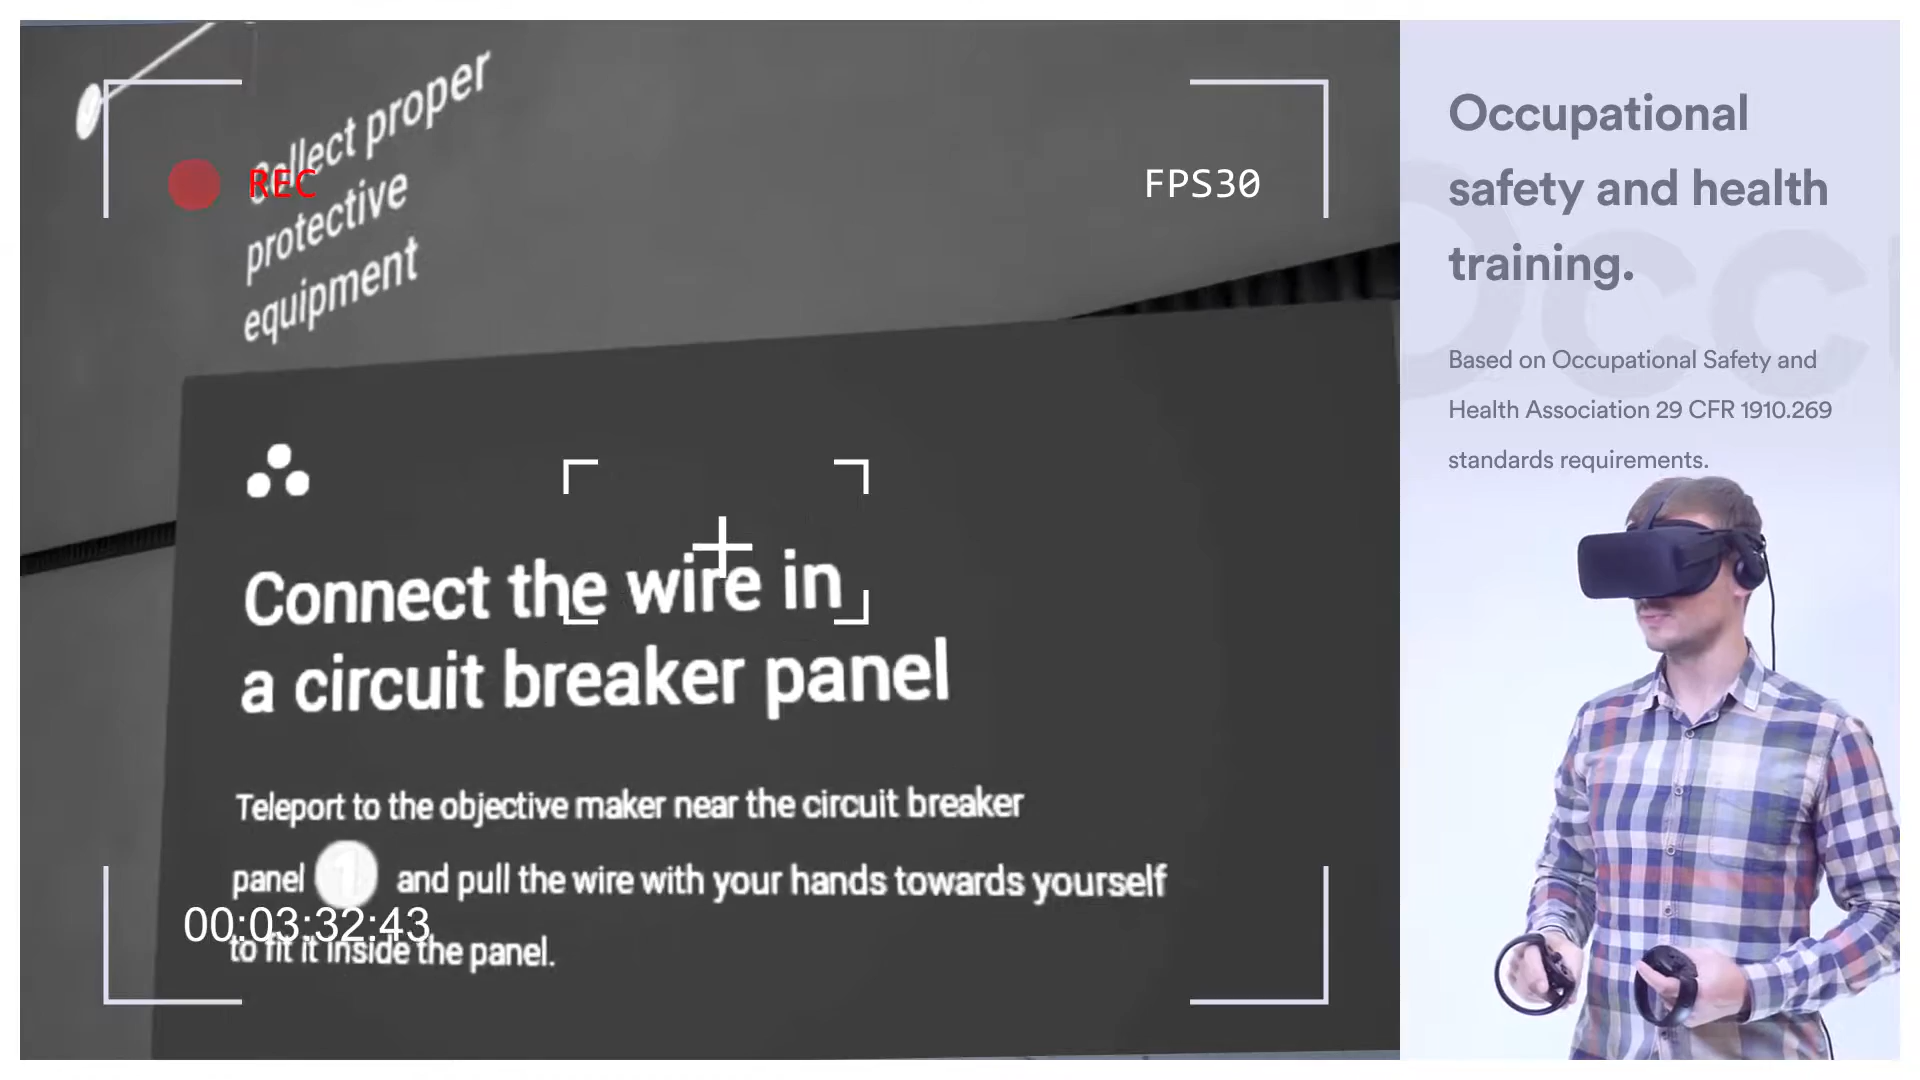 Collect proper
protective
equipment
REC
FPS30
Connect the wire in
a circuit breaker panel
Teleport to the objective maker near the circuit breaker
panel 1 and pull the wire with your hands towards yourself
to fit it inside the panel.
00:03:32:43
Occupational
safety and health
training.
Based on Occupational Safety and
Health Association 29 CFR 1910.269
standards requirements.
Occu